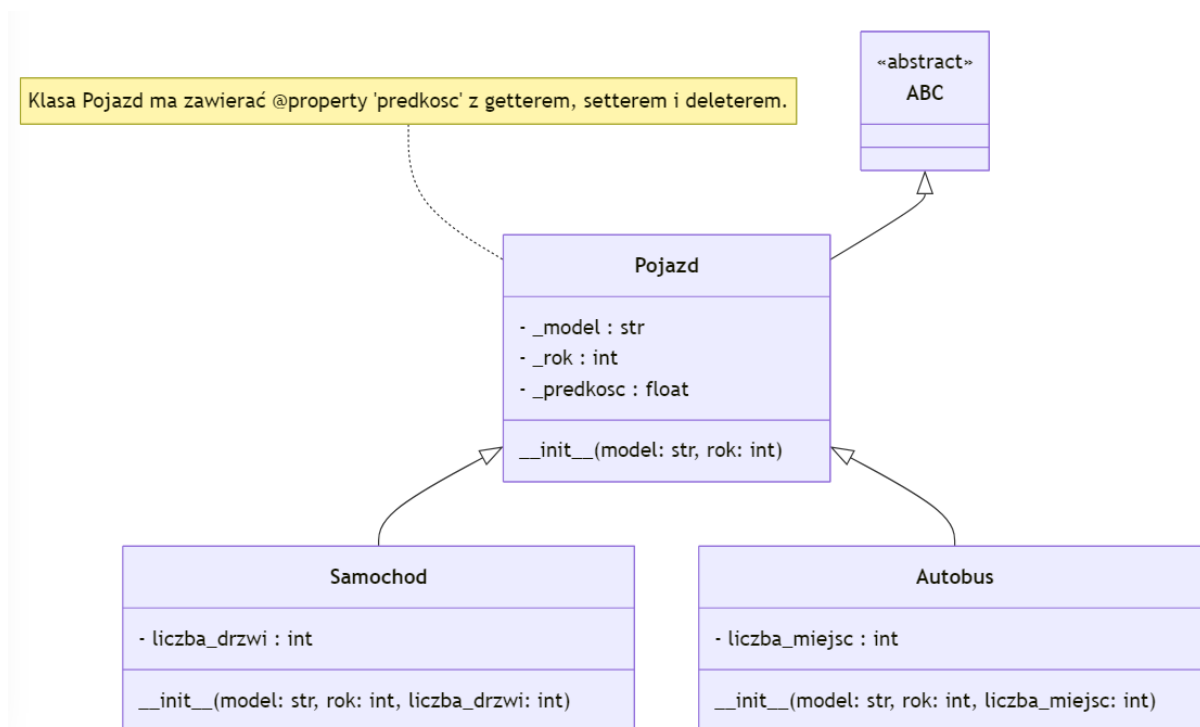 «abstract»
ABC
Klasa Pojazd ma zawierać @property 'predkosc' z getterem, setterem i deleterem.
Pojazd
- _model : str
- _rok : int
- _predkosc : float
__init__(model: str, rok: int)
Samochod
- liczba_drzwi : int
__init__(model: str, rok: int, liczba_drzwi: int)
Autobus
- liczba_miejsc : int
__init__(model: str, rok: int, liczba_miejsc: int)